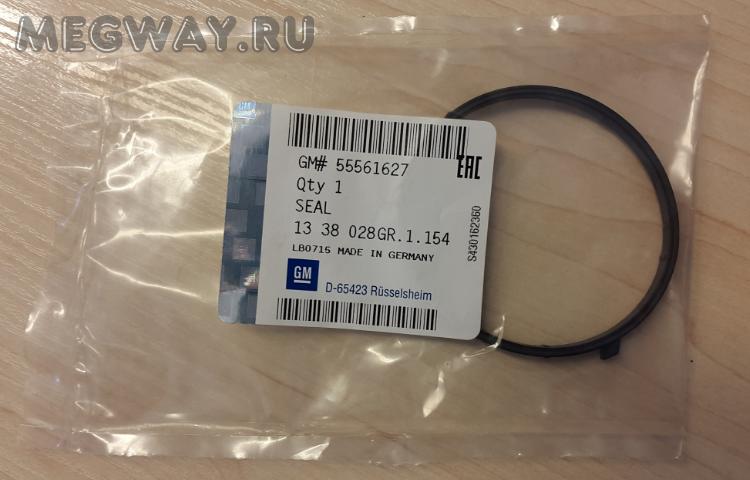 MEGWAY.RU
GM
GM# 55561627
EAC
Qty 1
SEAL
13 38 028GR.1.154
LB0715 MADE IN GERMANY
GM
D-65423 Rüsselsheim
S430162360